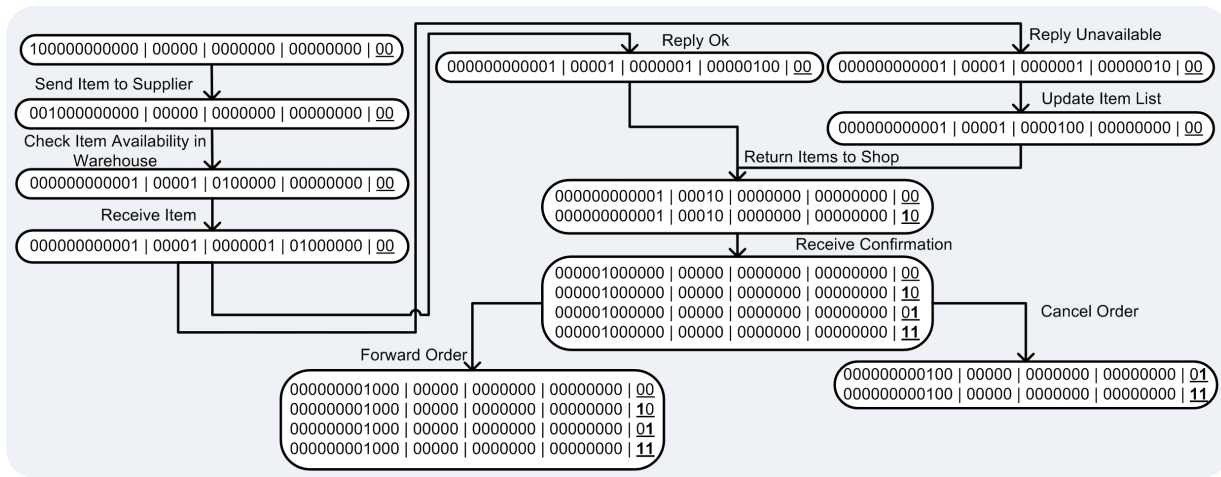 100000000000 | 00000 | 0000000 | 00000000 | 00
Send Item to Supplier
001000000000 | 00000 | 0000000 | 00000000 | 00
Check Item Availability in
Warehouse
000000000001 | 00001 | 0100000 | 00000000 | 00
Receive Item
000000000001 | 00001 | 0000001 | 01000000 | 00
Reply Ok
000000000001 | 00001 | 0000001 | 00000100 | 00
Reply Unavailable
000000000001 | 00001 | 0000001 | 00000010 | 00
Update Item List
000000000001 | 00001 | 0000100 | 00000000 | 00
Return Items to Shop
000000000001 | 00010 | 0000000 | 00000000 | 00
000000000001 | 00010 | 0000000 | 00000000 | 10
Receive Confirmation
000001000000 | 00000 | 0000000 | 00000000 | 00
000001000000 | 00000 | 0000000 | 00000000 | 10
000001000000 | 00000 | 0000000 | 00000000 | 01
000001000000 | 00000 | 0000000 | 00000000 | 11
Forward Order
000000001000 | 00000 | 0000000 | 00000000 | 00
000000001000 | 00000 | 0000000 | 00000000 | 10
000000001000 | 00000 | 0000000 | 00000000 | 01
000000001000 | 00000 | 0000000 | 00000000 | 11
Cancel Order
000000000100 | 00000 | 0000000 | 00000000 | 01
000000000100 | 00000 | 0000000 | 00000000 | 11